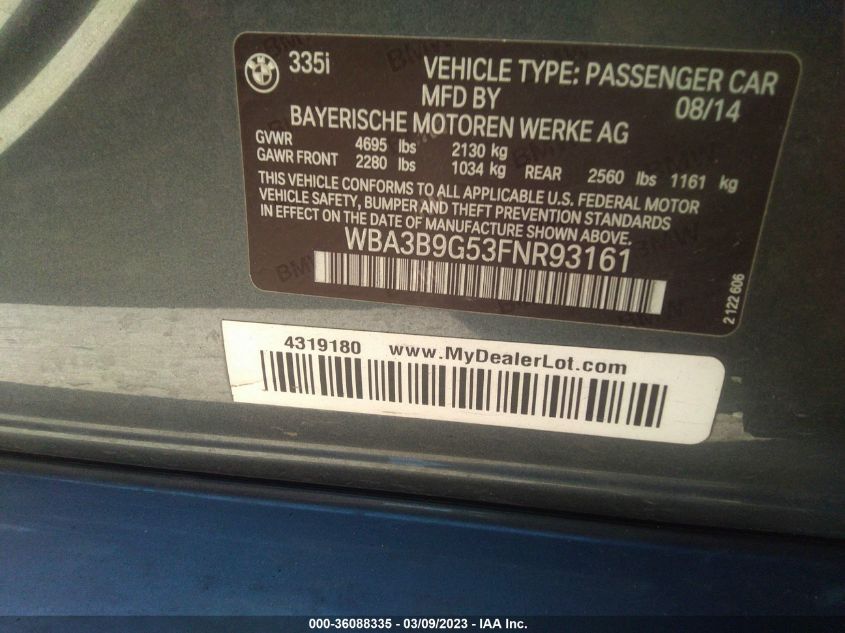 335i
VEHICLE TYPE: PASSENGER CAR
MFD BY 08/14
BAYERISCHE MOTOREN WERKE AG
GVWR 4695 lbs 2130 kg
GAWR FRONT 2280 lbs 1034 kg REAR 2560 lbs 1161 kg
THIS VEHICLE CONFORMS TO ALL APPLICABLE U.S. FEDERAL MOTOR
VEHICLE SAFETY, BUMPER AND THEFT PREVENTION STANDARDS
IN EFFECT ON THE DATE OF MANUFACTURE SHOWN ABOVE.
WBA3B9G53FNR93161
2 122 606
4319180 www.MyDealerLot.com
000-36088335 - 03/09/2023 - IAA Inc.